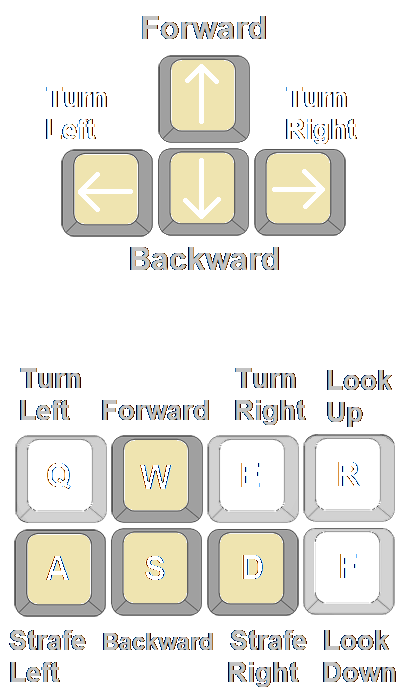 Forward
Turn Left
Turn Right
Backward
Turn Left
Forward
Turn Right
Look Up
Q W E R
A S D F
Strafe Left
Backward
Strafe Right
Look Down